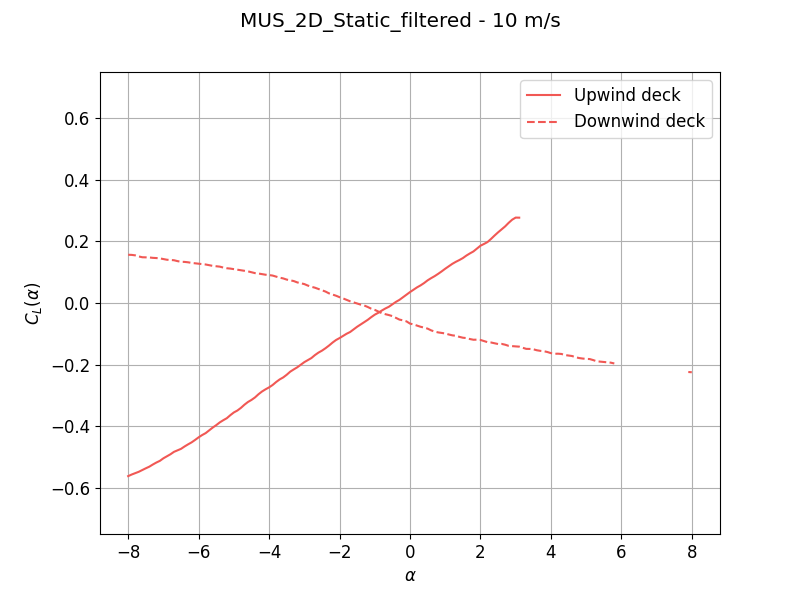 MUS_2D_Static_filtered - 10 m/s
Upwind deck
Downwind deck
0.6
0.4
0.2
0.0
−0.2
−0.4
−0.6
C_L(α)
−8 −6 −4 −2 0 2 4 6 8
α